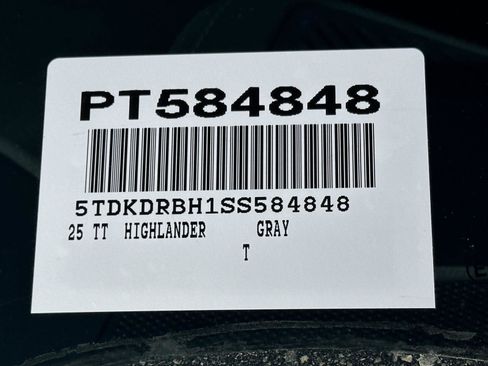 PT584848
5TDKDRBH1SS584848
25 TT HIGHLANDER GRAY
T